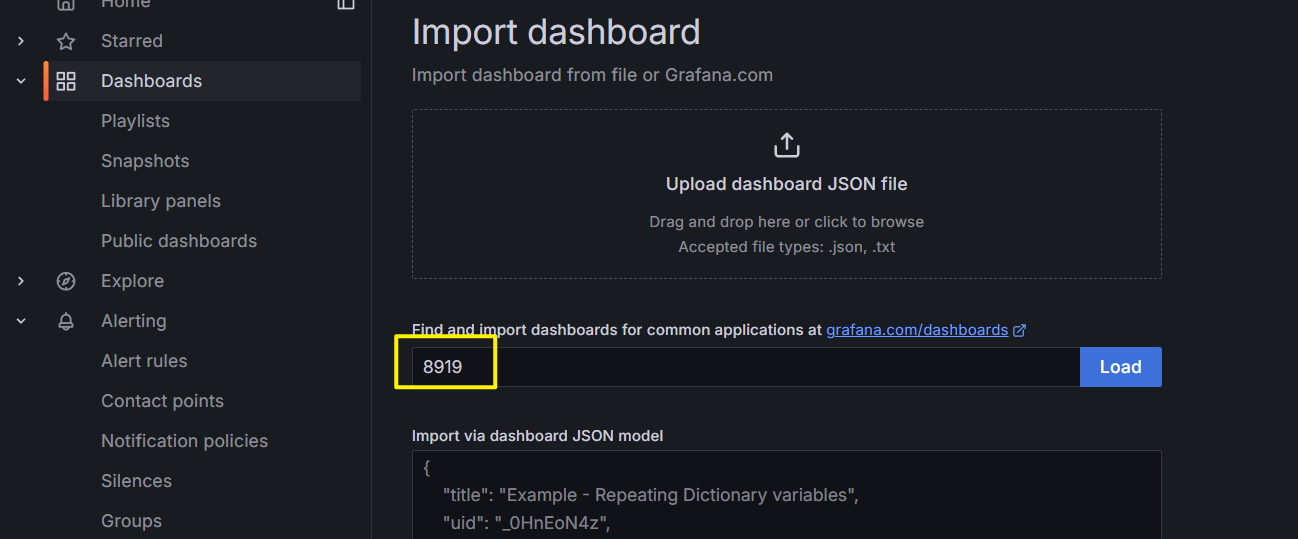 Home
Starred
Dashboards
Playlists
Snapshots
Library panels
Public dashboards
Explore
Alerting
Alert rules
Contact points
Notification policies
Silences
Groups
Import dashboard
Import dashboard from file or Grafana.com
Upload dashboard JSON file
Drag and drop here or click to browse
Accepted file types: .json, .txt
Find and import dashboards for common applications at grafana.com/dashboards
8919 Load
Import via dashboard JSON model
{
"title": "Example - Repeating Dictionary variables",
"uid": "_0HnEoN4z",